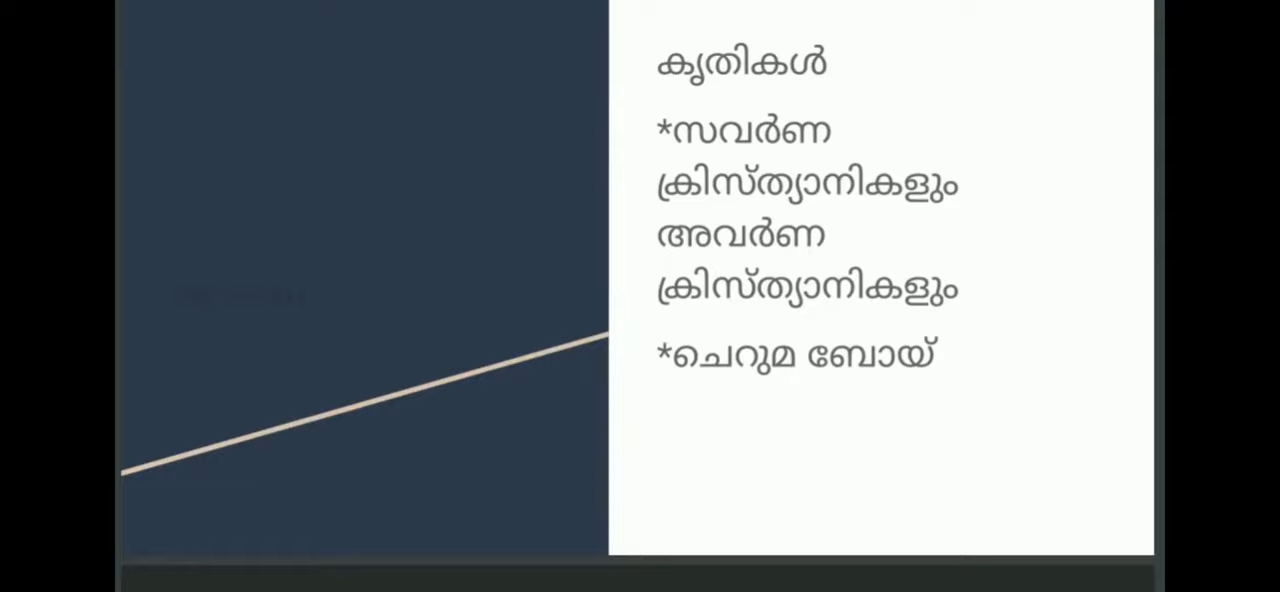 കൃതികൾ
*സവർണ
ക്രിസ്ത്യാനികളും
അവർണ
ക്രിസ്ത്യാനികളും
*ചെറുമ ബോയ്